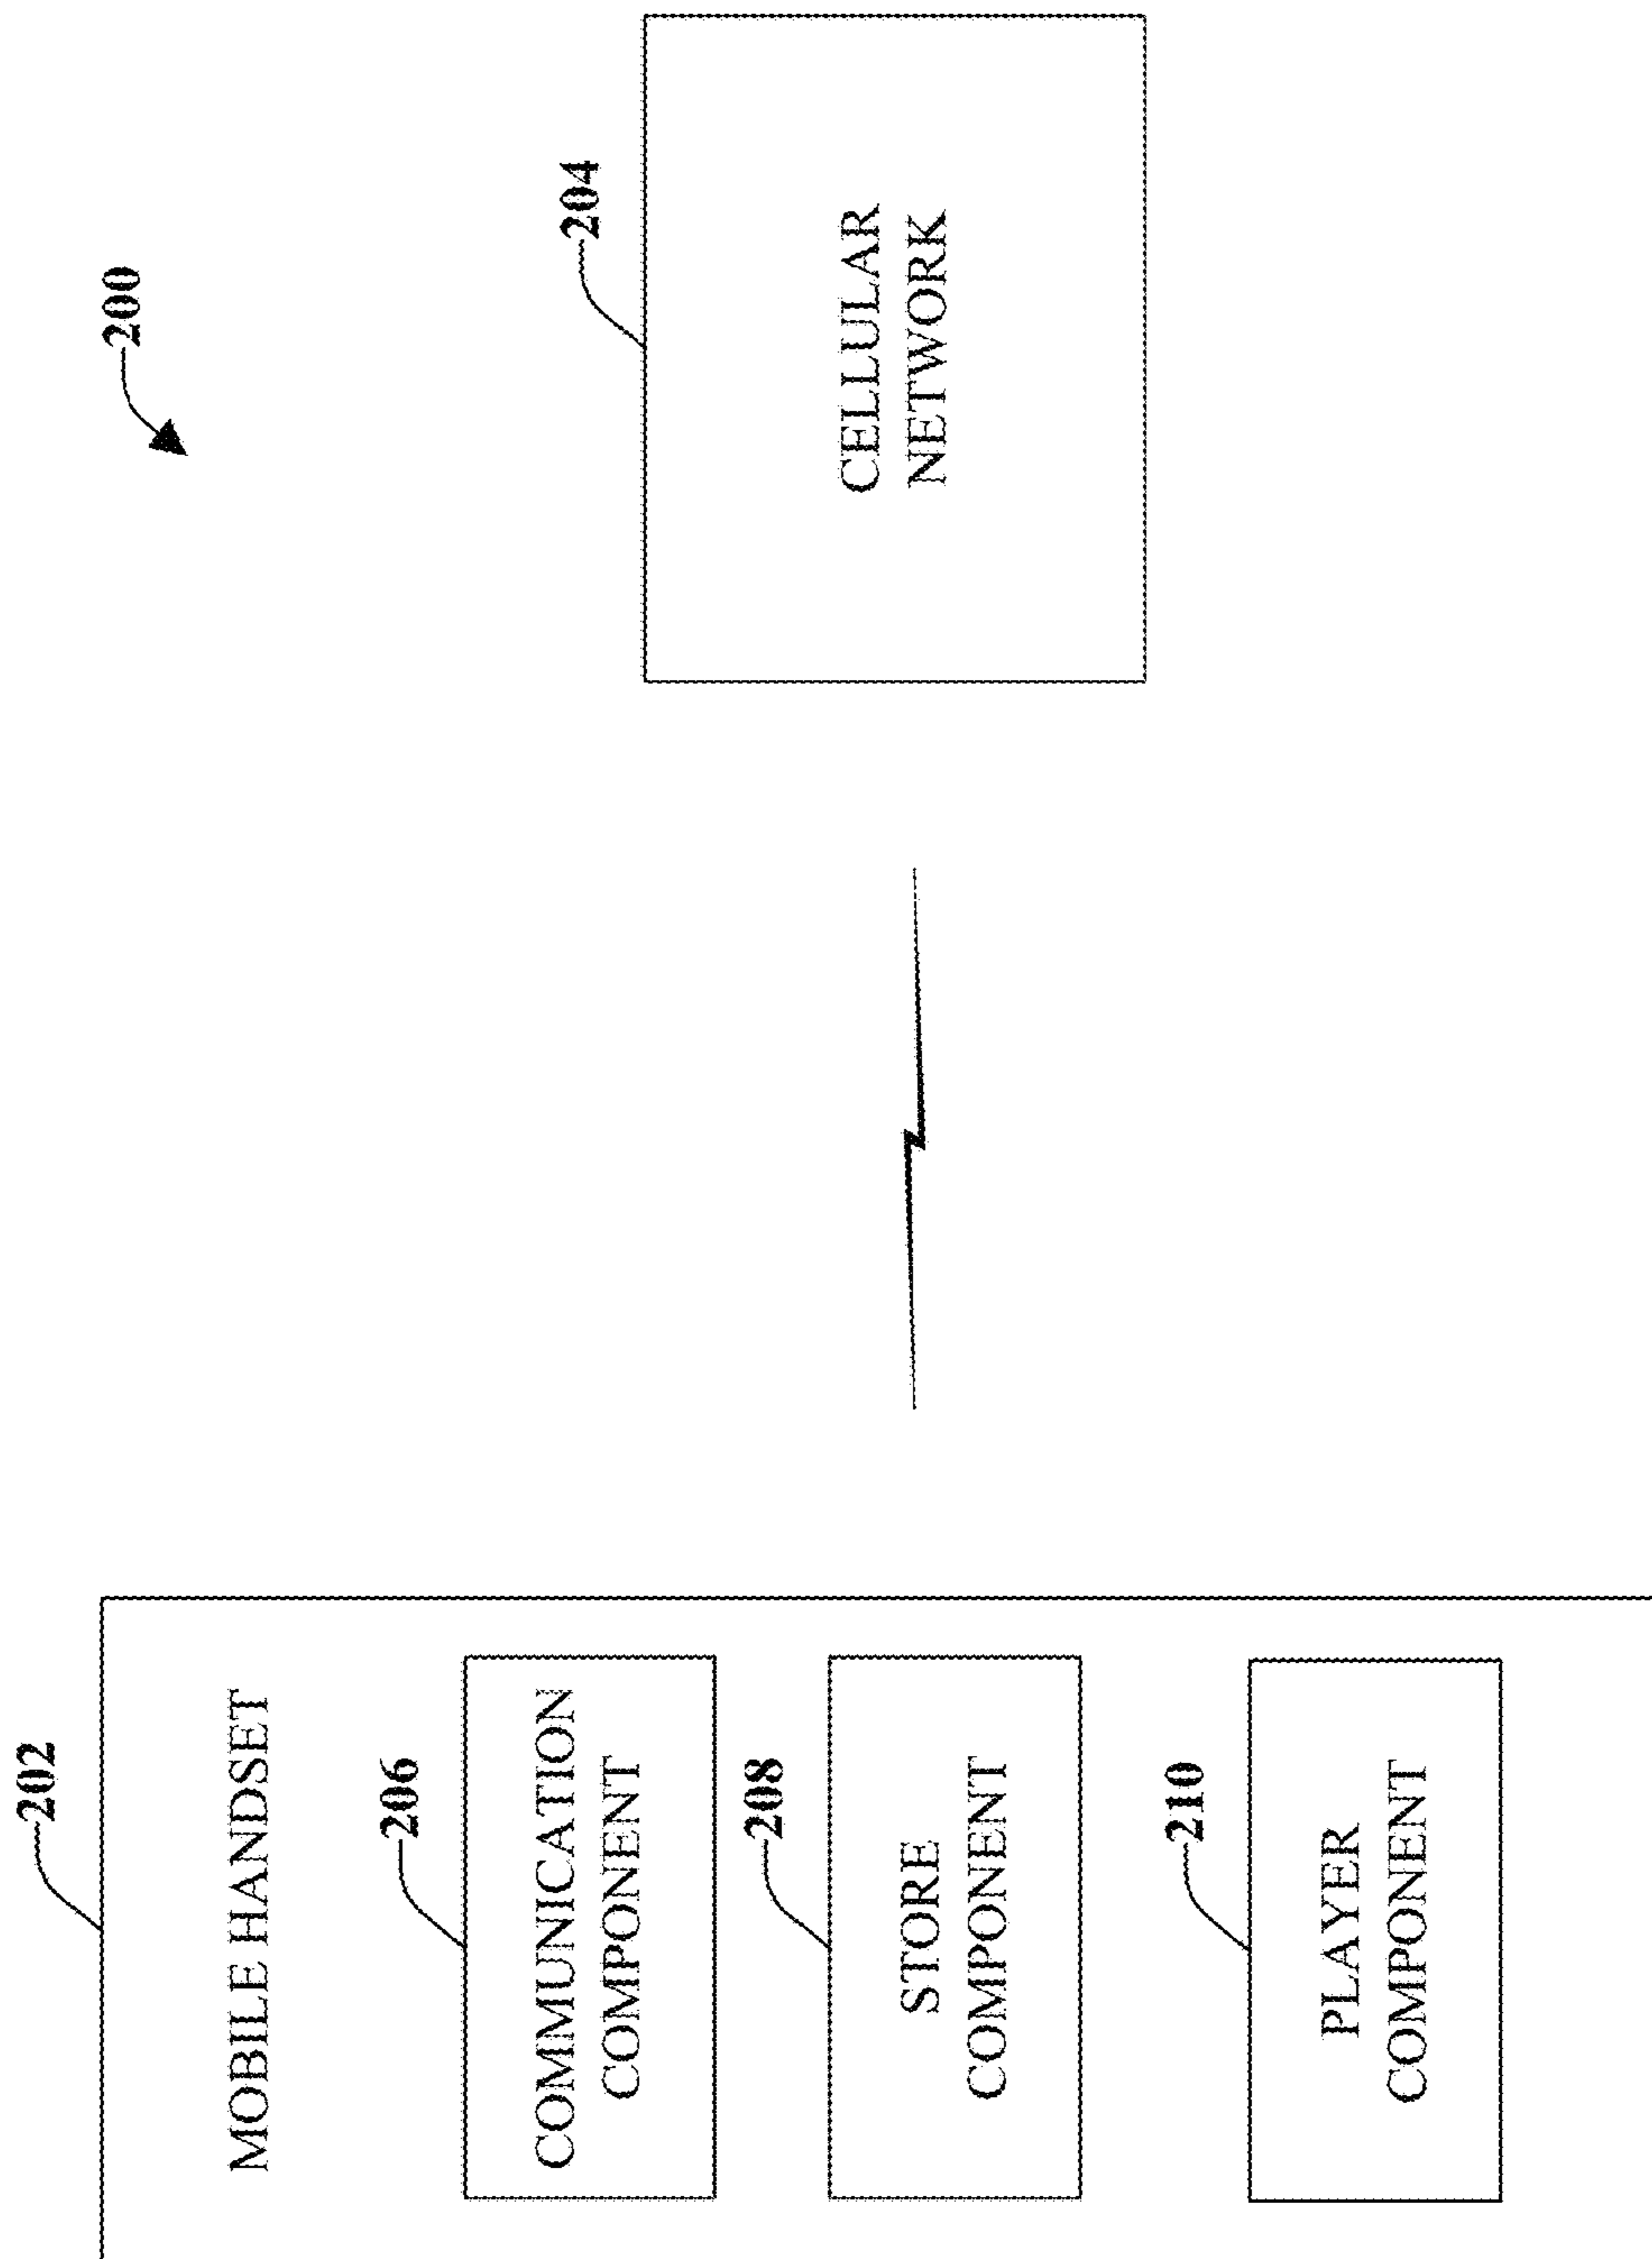 200
202
MOBILE HANDSET
206
COMMUNICATION
COMPONENT
208
STORE
COMPONENT
210
PLAYER
COMPONENT
204
CELLULAR
NETWORK